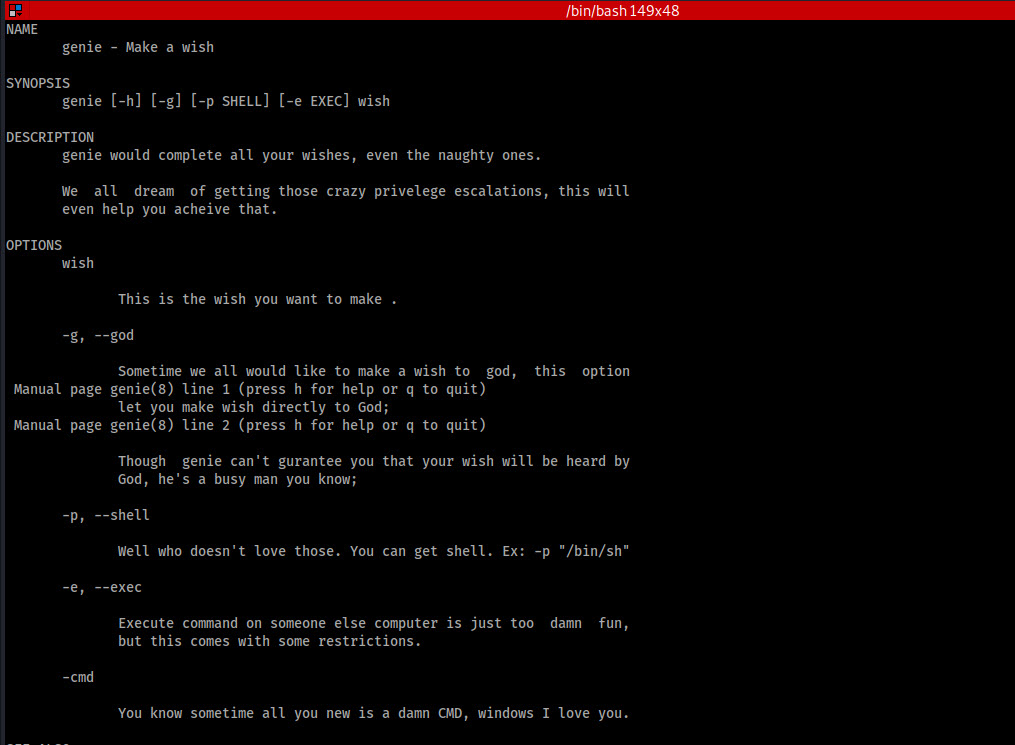 /bin/bash 149x48
NAME
genie - Make a wish
SYNOPSIS
genie [-h] [-g] [-p SHELL] [-e EXEC] wish
DESCRIPTION
genie would complete all your wishes, even the naughty ones.
We all dream of getting those crazy privelege escalations, this will
even help you acheive that.
OPTIONS
wish
This is the wish you want to make .
-g, --god
Sometime we all would like to make a wish to god, this option
Manual page genie(8) line 1 (press h for help or q to quit)
let you make wish directly to God;
Manual page genie(8) line 2 (press h for help or q to quit)
Though genie can't gurantee you that your wish will be heard by
God, he's a busy man you know;
-p, --shell
Well who doesn't love those. You can get shell. Ex: -p "/bin/sh"
-e, --exec
Execute command on someone else computer is just too damn fun,
but this comes with some restrictions.
-cmd
You know sometime all you new is a damn CMD, windows I love you.